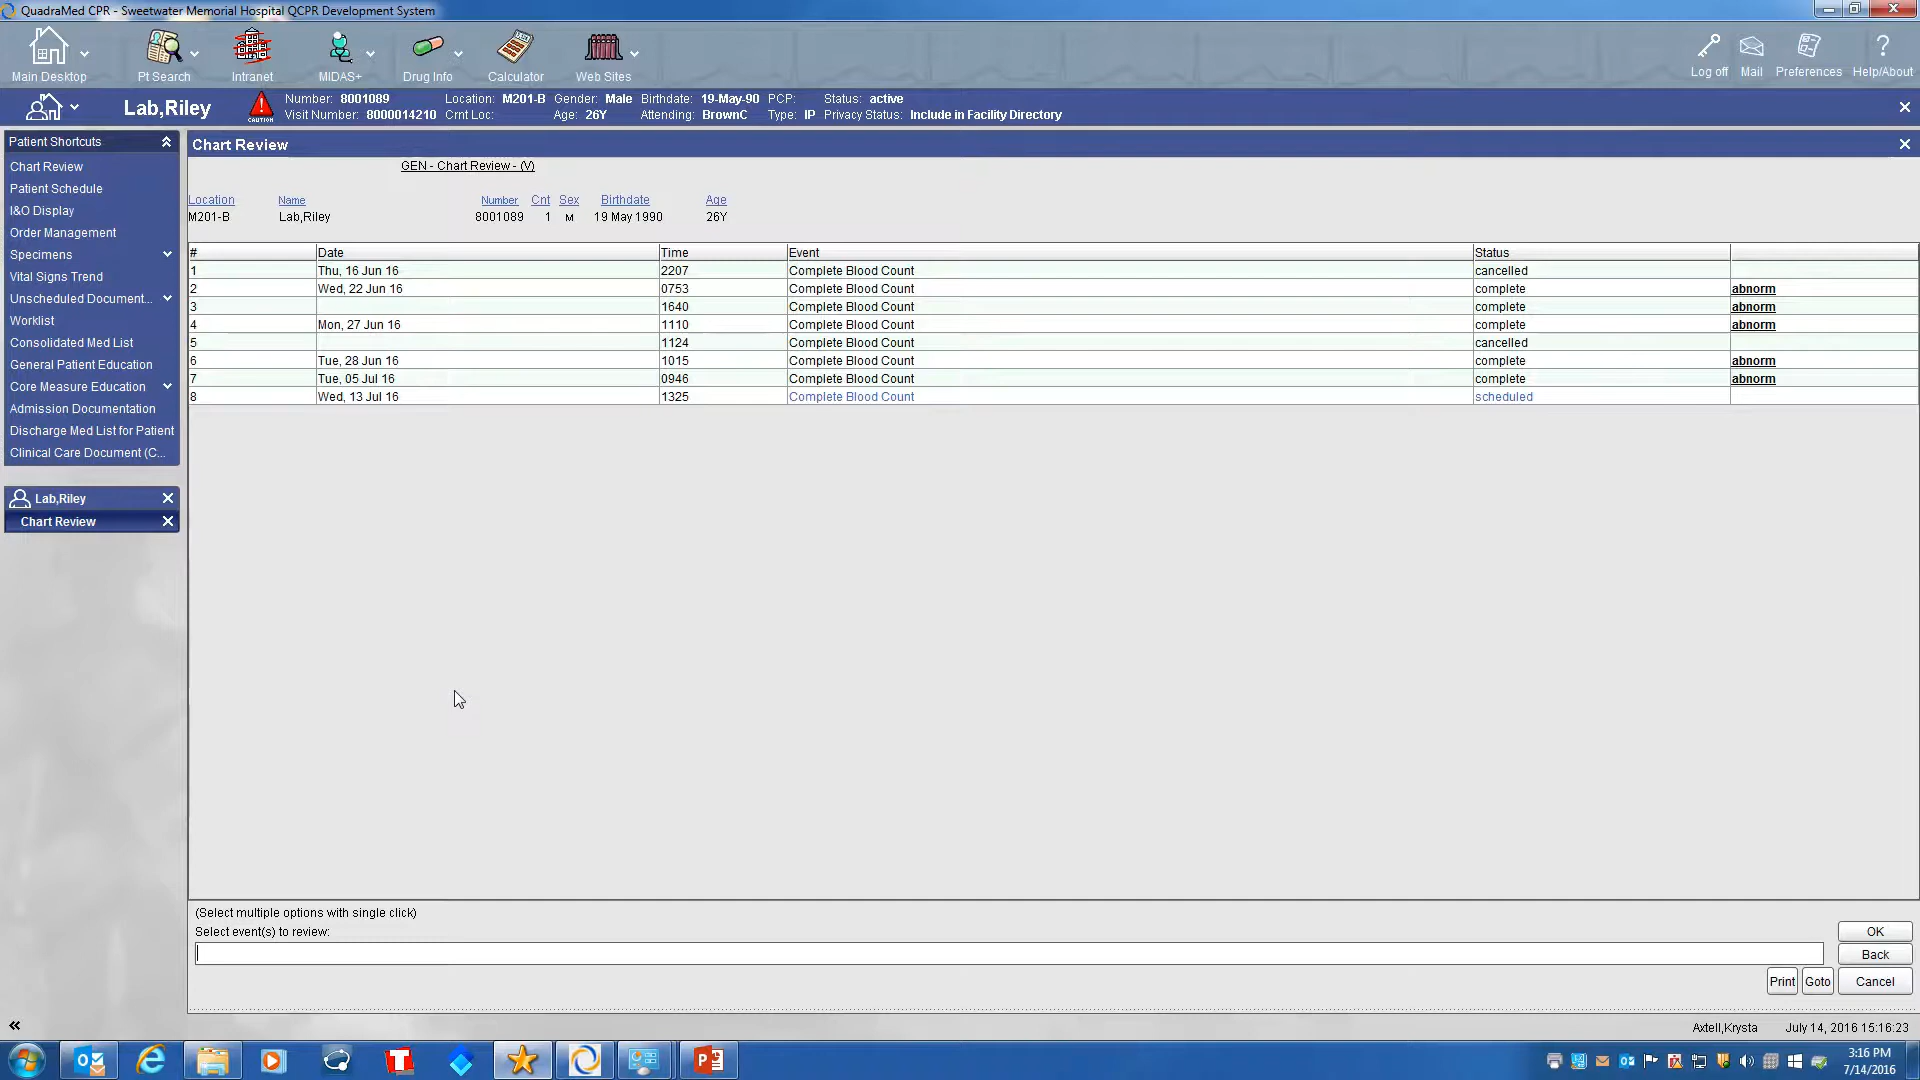 QuadraMed CPR - Sweetwater Memorial Hospital QCPR Development System
Main Desktop Pt Search Intranet MIDAS+ Drug Info Calculator Web Sites Log off Mail Preferences Help/About
Lab,Riley CAUTION
Number: 8001089 Location: M201-B Gender: Male Birthdate: 19-May-90 PCP: Status: active
Visit Number: 8000014210 Crnt Loc: Age: 26Y Attending: BrownC Type: IP Privacy Status: Include in Facility Directory
Patient Shortcuts
Chart Review
Patient Schedule
I&O Display
Order Management
Specimens
Vital Signs Trend
Unscheduled Document...
Worklist
Consolidated Med List
General Patient Education
Core Measure Education
Admission Documentation
Discharge Med List for Patient
Clinical Care Document (C...
Lab,Riley
Chart Review
Chart Review
GEN - Chart Review - (V)
Location Name Number Cnt Sex Birthdate Age
M201-B Lab,Riley 8001089 1 M 19 May 1990 26Y
# Date Time Event Status
1 Thu, 16 Jun 16 2207 Complete Blood Count cancelled
2 Wed, 22 Jun 16 0753 Complete Blood Count complete abnorm
3 1640 Complete Blood Count complete abnorm
4 Mon, 27 Jun 16 1110 Complete Blood Count complete abnorm
5 1124 Complete Blood Count cancelled
6 Tue, 28 Jun 16 1015 Complete Blood Count complete abnorm
7 Tue, 05 Jul 16 0946 Complete Blood Count complete abnorm
8 Wed, 13 Jul 16 1325 Complete Blood Count scheduled
(Select multiple options with single click)
Select event(s) to review:
OK
Back
Print Goto Cancel
Axtell,Krysta July 14, 2016 15:16:23
3:16 PM
7/14/2016